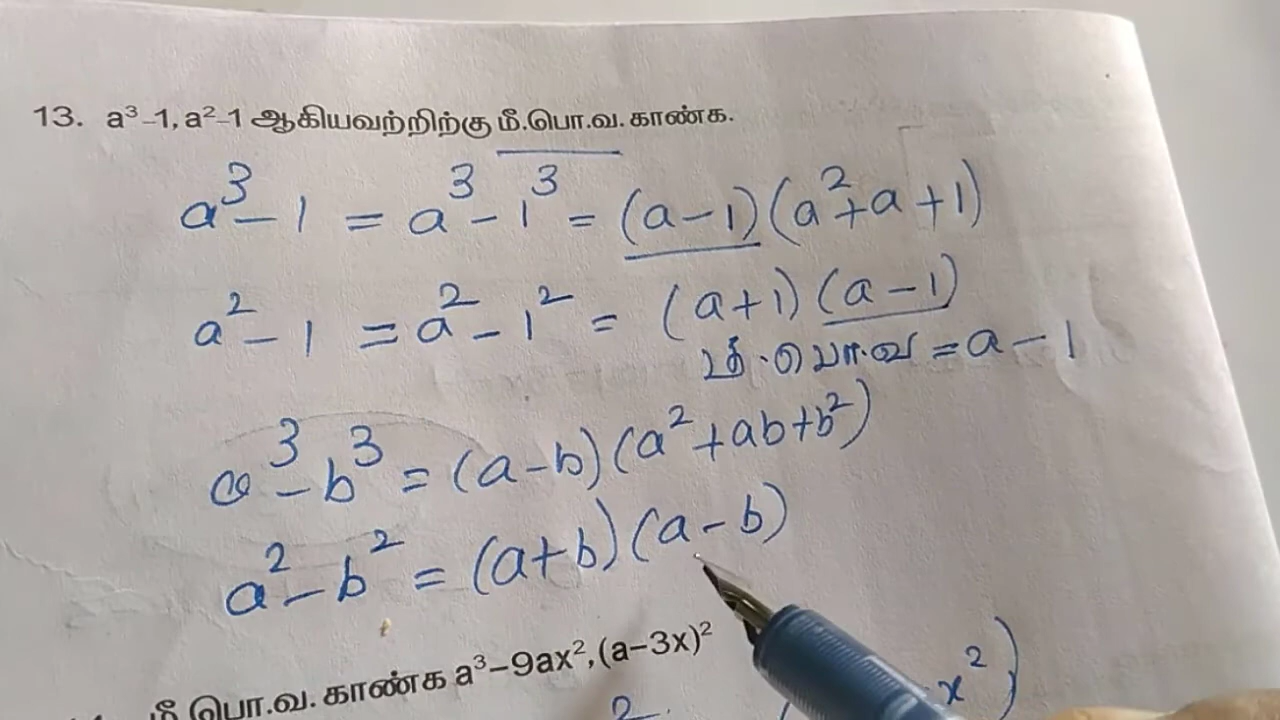 13. a³–1, a²–1 ஆகியவற்றிற்கு மீ.பொ.வ. காண்க.
a³ – 1 = a³ – 1³ = (a – 1)(a² + a + 1)
a² – 1 = a² – 1² = (a + 1)(a – 1)
மீ.பொ.வ = a – 1
a³ – b³ = (a – b)(a² + ab + b²)
a² – b² = (a + b)(a – b)
மீ.பொ.வ. காண்க a³–9ax², (a–3x)²
x²)